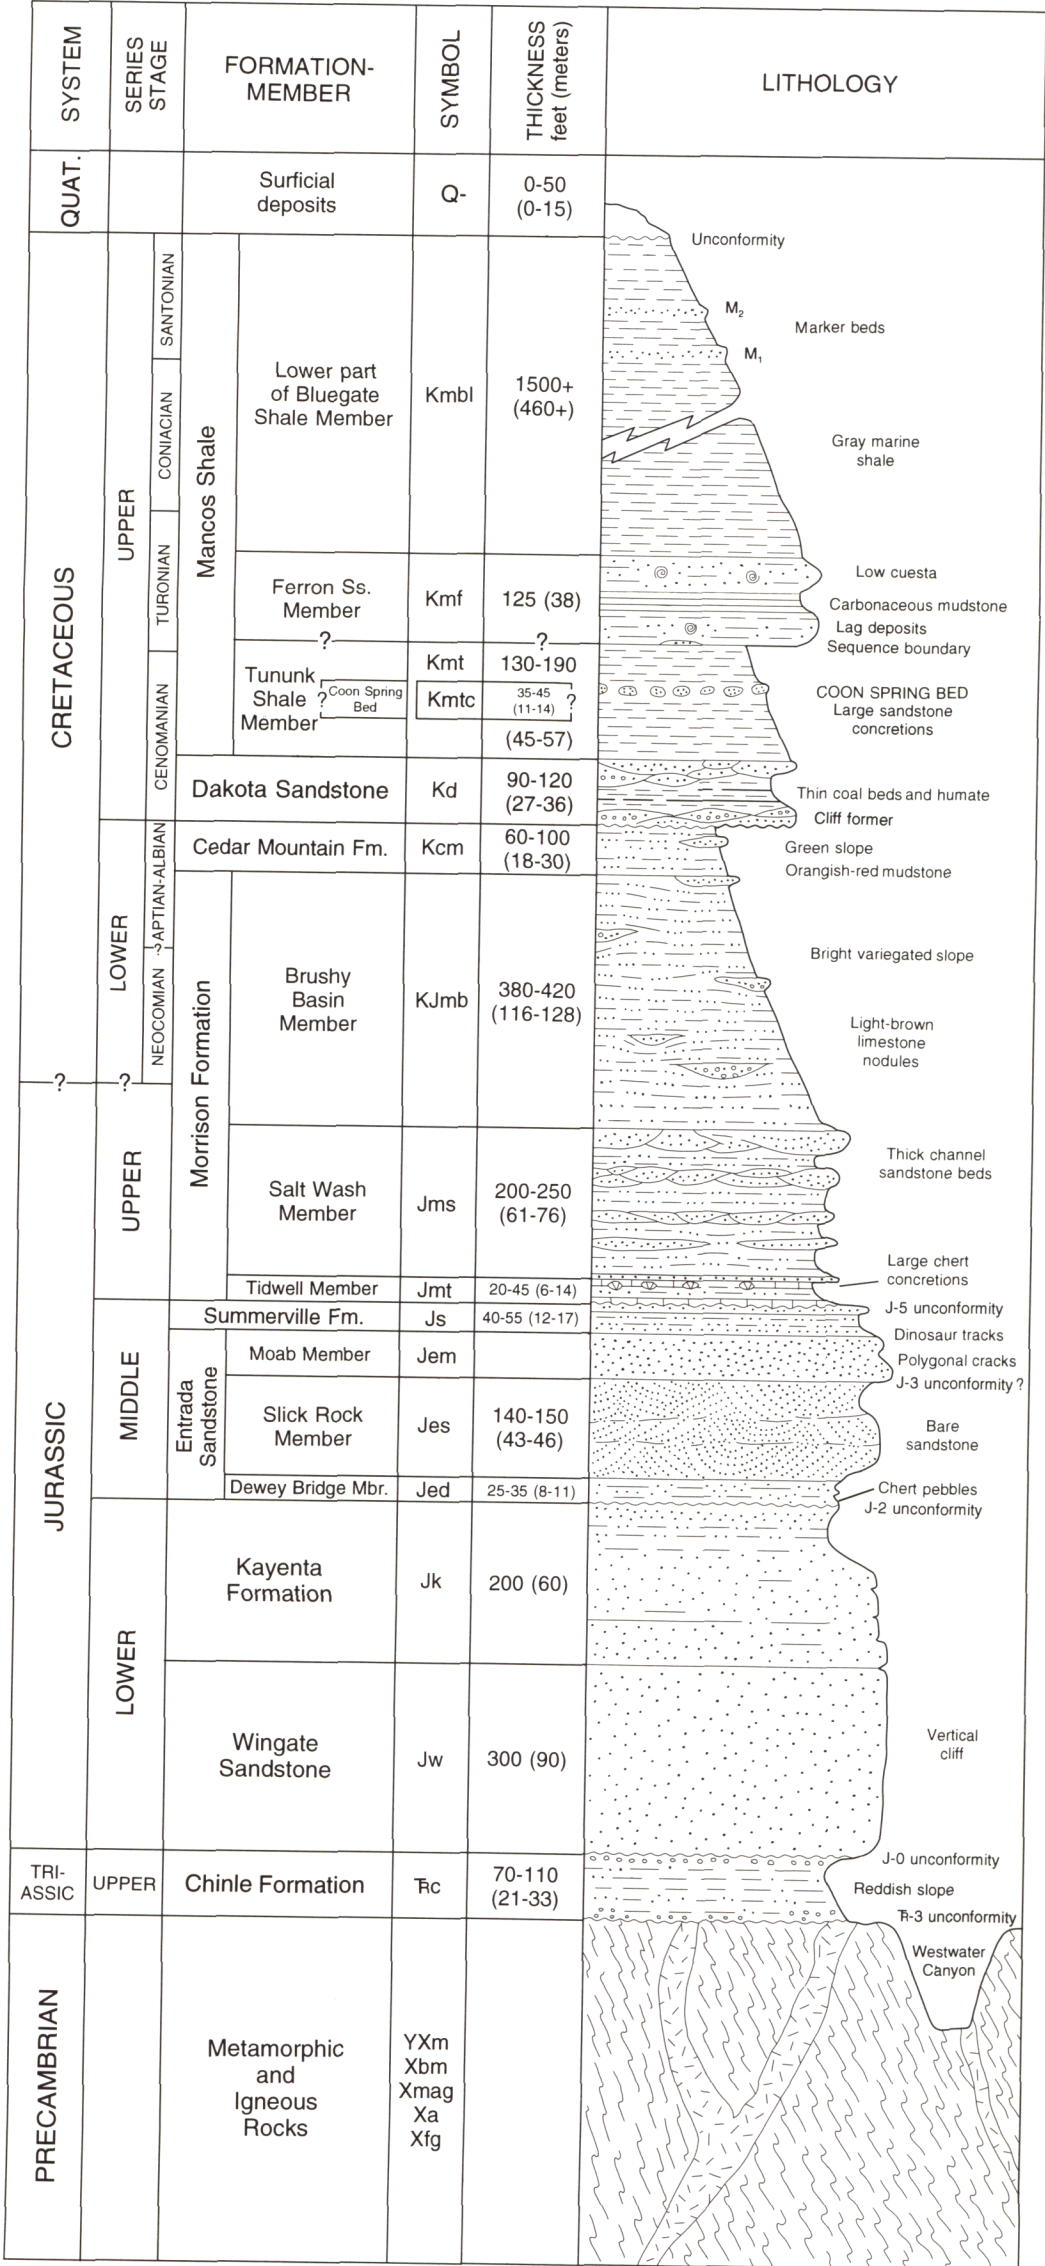 SYSTEM
SERIES
STAGE
FORMATION-
MEMBER
SYMBOL
THICKNESS
feet (meters)
LITHOLOGY
QUAT.
Surficial
deposits
Q-
0-50
(0-15)
Unconformity
CRETACEOUS
UPPER
SANTONIAN
CONIACIAN
TURONIAN
CENOMANIAN
Mancos Shale
Lower part
of Bluegate
Shale Member
Kmbl
1500+
(460+)
M2
Marker beds
M1
Gray marine
shale
Ferron Ss.
Member
Kmf
125 (38)
Low cuesta
Carbonaceous mudstone
Lag deposits
Sequence boundary
?
?
Tununk
Shale
Member
? Coon Spring
Bed
Kmt
130-190
Kmtc
35-45
(11-14)
?
(45-57)
COON SPRING BED
Large sandstone
concretions
Dakota Sandstone
Kd
90-120
(27-36)
Thin coal beds and humate
Cliff former
LOWER
NEOCOMIAN -?- APTIAN-ALBIAN
Cedar Mountain Fm.
Kcm
60-100
(18-30)
Green slope
Orangish-red mudstone
Morrison Formation
Brushy
Basin
Member
KJmb
380-420
(116-128)
Bright variegated slope
Light-brown
limestone
nodules
?
?
JURASSIC
UPPER
Salt Wash
Member
Jms
200-250
(61-76)
Thick channel
sandstone beds
Large chert
concretions
Tidwell Member
Jmt
20-45 (6-14)
J-5 unconformity
MIDDLE
Summerville Fm.
Js
40-55 (12-17)
Dinosaur tracks
Entrada
Sandstone
Moab Member
Jem
Polygonal cracks
J-3 unconformity ?
Slick Rock
Member
Jes
140-150
(43-46)
Bare
sandstone
Dewey Bridge Mbr.
Jed
25-35 (8-11)
Chert pebbles
J-2 unconformity
LOWER
Kayenta
Formation
Jk
200 (60)
Wingate
Sandstone
Jw
300 (90)
Vertical
cliff
J-0 unconformity
TRI-
ASSIC
UPPER
Chinle Formation
T̶Rc
70-110
(21-33)
Reddish slope
T̶R-3 unconformity
Westwater
Canyon
PRECAMBRIAN
Metamorphic
and
Igneous
Rocks
YXm
Xbm
Xmag
Xa
Xfg